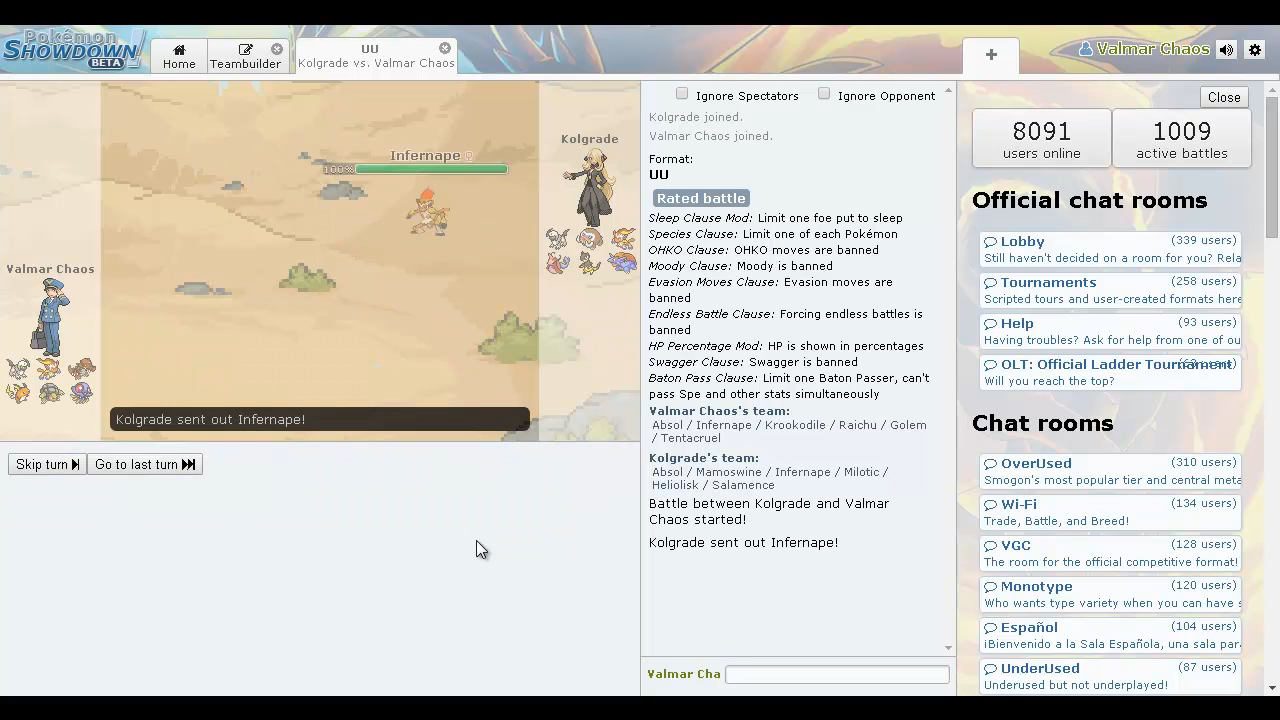 Pokémon
SHOWDOWN!
BETA
Home
Teambuilder
UU
Kolgrade vs. Valmar Chaos
+
Valmar Chaos
Infernape ♀
100%
Kolgrade
Valmar Chaos
Kolgrade sent out Infernape!
Skip turn
Go to last turn
Ignore Spectators
Ignore Opponent
Kolgrade joined.
Valmar Chaos joined.
Format:
UU
Rated battle
Sleep Clause Mod: Limit one foe put to sleep
Species Clause: Limit one of each Pokémon
OHKO Clause: OHKO moves are banned
Moody Clause: Moody is banned
Evasion Moves Clause: Evasion moves are
banned
Endless Battle Clause: Forcing endless battles is
banned
HP Percentage Mod: HP is shown in percentages
Swagger Clause: Swagger is banned
Baton Pass Clause: Limit one Baton Passer, can't
pass Spe and other stats simultaneously
Valmar Chaos's team:
Absol / Infernape / Krookodile / Raichu / Golem
/ Tentacruel
Kolgrade's team:
Absol / Mamoswine / Infernape / Milotic /
Heliolisk / Salamence
Battle between Kolgrade and Valmar
Chaos started!
Kolgrade sent out Infernape!
Valmar Cha
Close
8091
users online
1009
active battles
Official chat rooms
Lobby
(339 users)
Still haven't decided on a room for you? Rela
Tournaments
(258 users)
Scripted tours and user-created formats here
Help
(93 users)
Having troubles? Ask for help from one of ou
OLT: Official Ladder Tournament
Will you reach the top?
Chat rooms
OverUsed
(310 users)
Smogon's most popular tier and central meta
Wi-Fi
(134 users)
Trade, Battle, and Breed!
VGC
(128 users)
The room for the official competitive format!
Monotype
(120 users)
Who wants type variety when you can have s
Español
(104 users)
¡Bienvenido a la Sala Española, una sala par
UnderUsed
(87 users)
Underused but not underplayed!